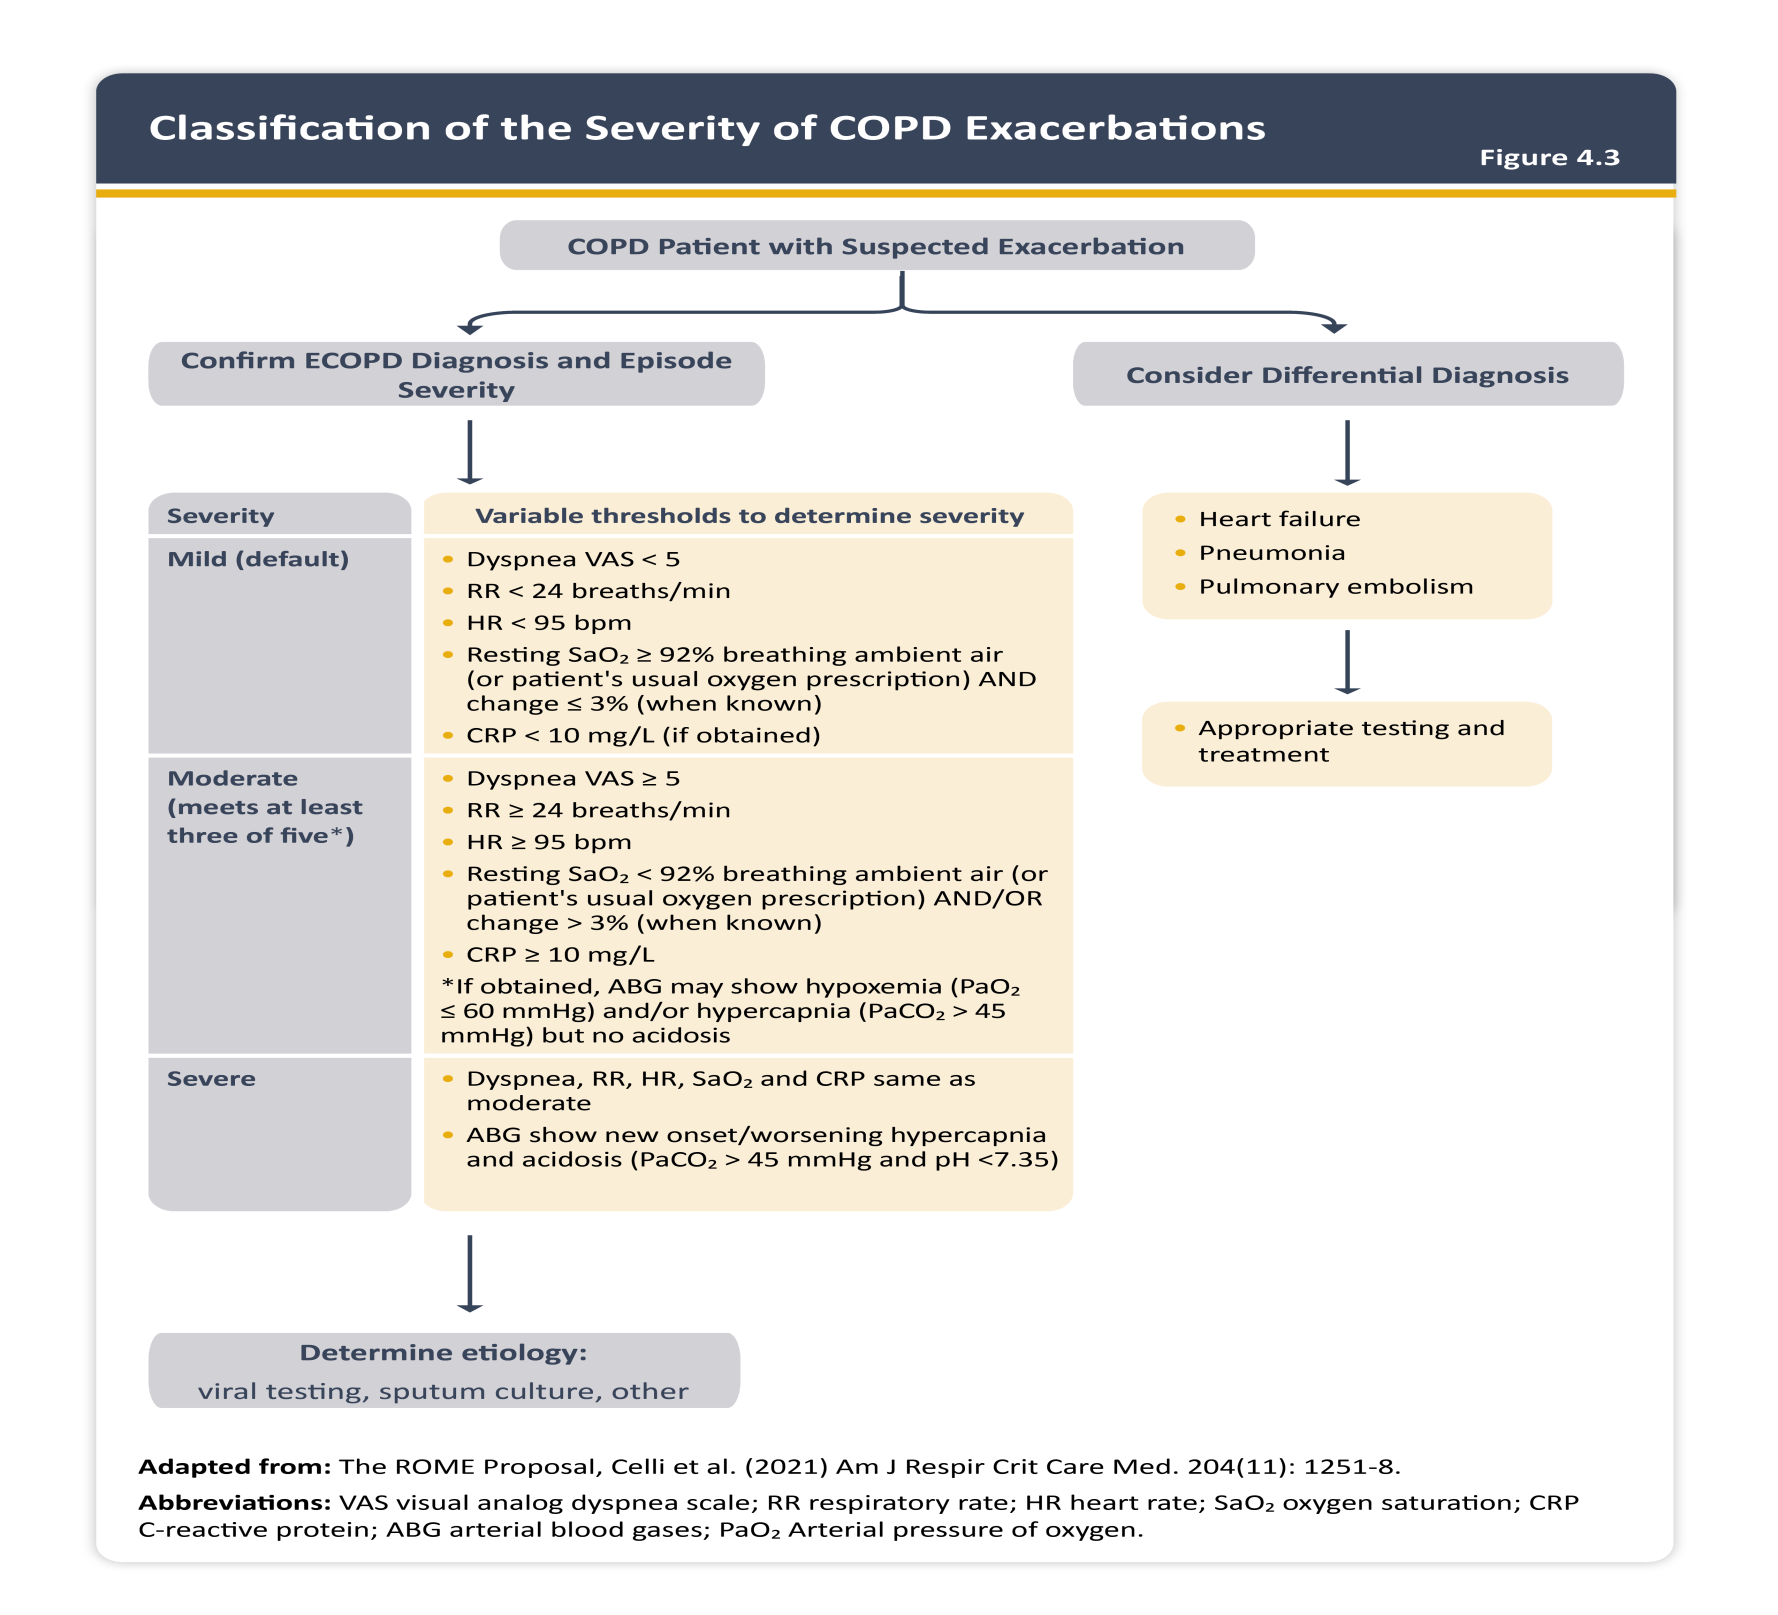 Classification of the Severity of COPD Exacerbations
Figure 4.3
COPD Patient with Suspected Exacerbation
Confirm ECOPD Diagnosis and Episode
Severity
Consider Differential Diagnosis
Severity
Variable thresholds to determine severity
Mild (default)
• Dyspnea VAS < 5
• RR < 24 breaths/min
• HR < 95 bpm
• Resting SaO₂ ≥ 92% breathing ambient air
(or patient's usual oxygen prescription) AND
change ≤ 3% (when known)
• CRP < 10 mg/L (if obtained)
Moderate
(meets at least
three of five*)
• Dyspnea VAS ≥ 5
• RR ≥ 24 breaths/min
• HR ≥ 95 bpm
• Resting SaO₂ < 92% breathing ambient air (or
patient's usual oxygen prescription) AND/OR
change > 3% (when known)
• CRP ≥ 10 mg/L
*If obtained, ABG may show hypoxemia (PaO₂
≤ 60 mmHg) and/or hypercapnia (PaCO₂ > 45
mmHg) but no acidosis
Severe
• Dyspnea, RR, HR, SaO₂ and CRP same as
moderate
• ABG show new onset/worsening hypercapnia
and acidosis (PaCO₂ > 45 mmHg and pH <7.35)
• Heart failure
• Pneumonia
• Pulmonary embolism
• Appropriate testing and
treatment
Determine etiology:
viral testing, sputum culture, other
Adapted from: The ROME Proposal, Celli et al. (2021) Am J Respir Crit Care Med. 204(11): 1251-8.
Abbreviations: VAS visual analog dyspnea scale; RR respiratory rate; HR heart rate; SaO₂ oxygen saturation; CRP
C-reactive protein; ABG arterial blood gases; PaO₂ Arterial pressure of oxygen.